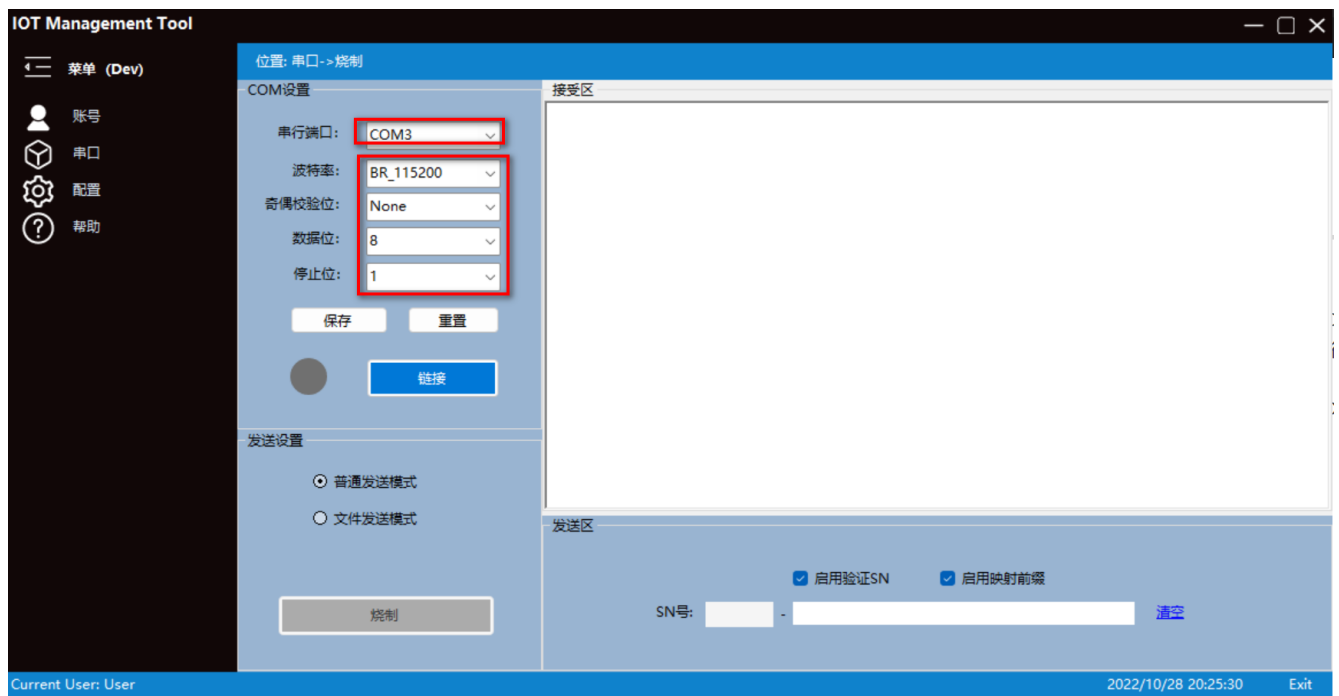 IOT Management Tool
菜单 (Dev)
账号
串口
配置
帮助
位置: 串口->烧制
COM设置
串行端口: COM3
波特率: BR_115200
奇偶校验位: None
数据位: 8
停止位: 1
保存 重置
链接
发送设置
普通发送模式
文件发送模式
烧制
接受区
发送区
启用验证SN 启用映射前缀
SN号: - 清空
Current User: User 2022/10/28 20:25:30 Exit